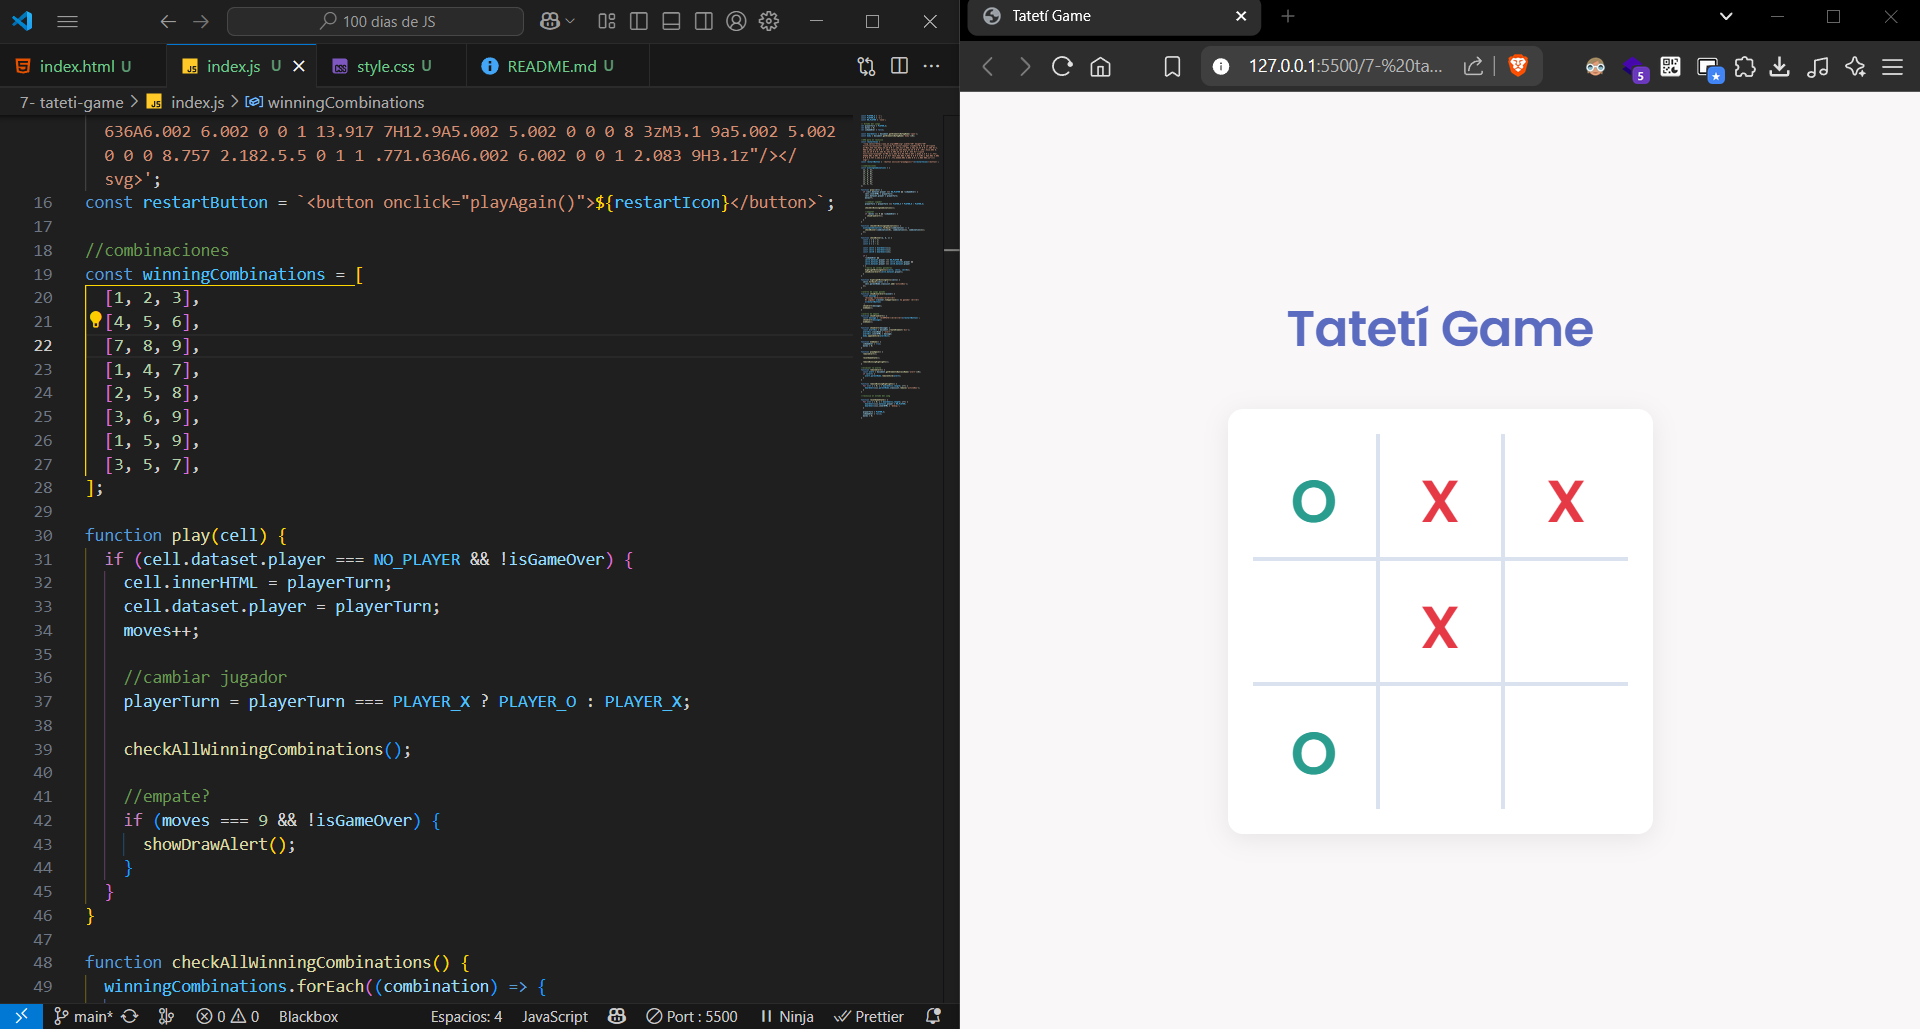 100 dias de JS
index.html U
index.js U
style.css U
README.md U
7- tateti-game > index.js > winningCombinations
636A6.002 6.002 0 0 1 13.917 7H12.9A5.002 5.002 0 0 0 8 3zM3.1 9a5.002 5.002
0 0 0 8.757 2.182.5.5 0 1 1 .771.636A6.002 6.002 0 0 1 2.083 9H3.1z"/></
svg>';
16 const restartButton = `<button onclick="playAgain()">${restartIcon}</button>`;
17
18 //combinaciones
19 const winningCombinations = [
20 [1, 2, 3],
21 [4, 5, 6],
22 [7, 8, 9],
23 [1, 4, 7],
24 [2, 5, 8],
25 [3, 6, 9],
26 [1, 5, 9],
27 [3, 5, 7],
28 ];
29
30 function play(cell) {
31 if (cell.dataset.player === NO_PLAYER && !isGameOver) {
32 cell.innerHTML = playerTurn;
33 cell.dataset.player = playerTurn;
34 moves++;
35
36 //cambiar jugador
37 playerTurn = playerTurn === PLAYER_X ? PLAYER_O : PLAYER_X;
38
39 checkAllWinningCombinations();
40
41 //empate?
42 if (moves === 9 && !isGameOver) {
43 showDrawAlert();
44 }
45 }
46 }
47
48 function checkAllWinningCombinations() {
49 winningCombinations.forEach((combination) => {
main* 0 0 Blackbox Espacios: 4 JavaScript Port : 5500 Ninja Prettier
Tatetí Game
127.0.0.1:5500/7-%20ta...
5
Tatetí Game
O X X
X
O